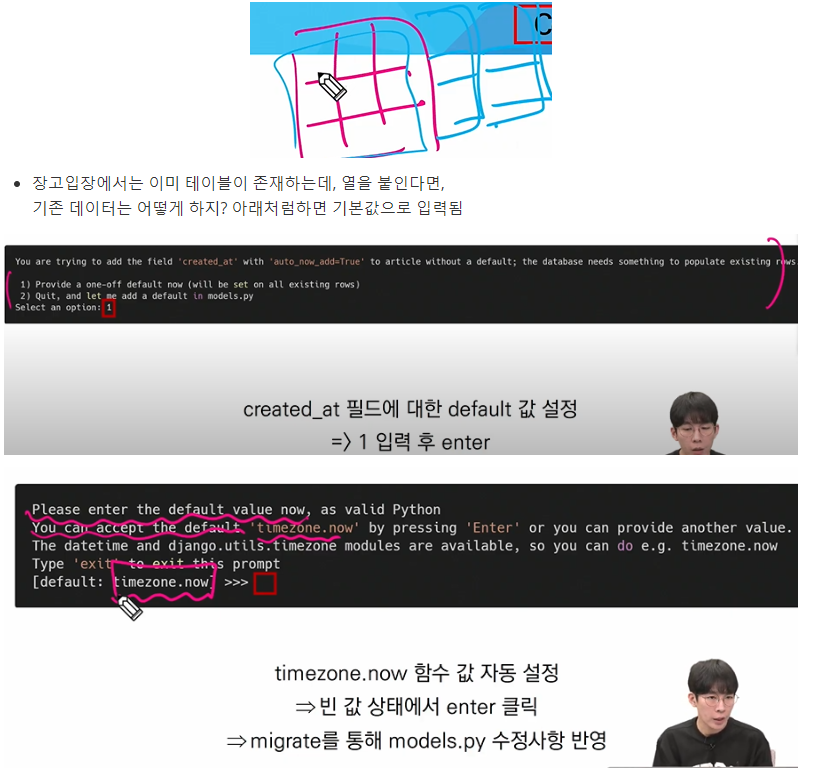 C
장고입장에서는 이미 테이블이 존재하는데, 열을 붙인다면,
기존 데이터는 어떻게 하지? 아래처럼하면 기본값으로 입력됨
You are trying to add the field 'created_at' with 'auto_now_add=True' to article without a default; the database needs something to populate existing rows
1) Provide a one-off default now (will be set on all existing rows)
2) Quit, and let me add a default in models.py
Select an option: 1
created_at 필드에 대한 default 값 설정
=> 1 입력 후 enter
Please enter the default value now, as valid Python
You can accept the default 'timezone.now' by pressing 'Enter' or you can provide another value.
The datetime and django.utils.timezone modules are available, so you can do e.g. timezone.now
Type 'exit' to exit this prompt
[default: timezone.now] >>>
timezone.now 함수 값 자동 설정
⇒ 빈 값 상태에서 enter 클릭
⇒ migrate를 통해 models.py 수정사항 반영